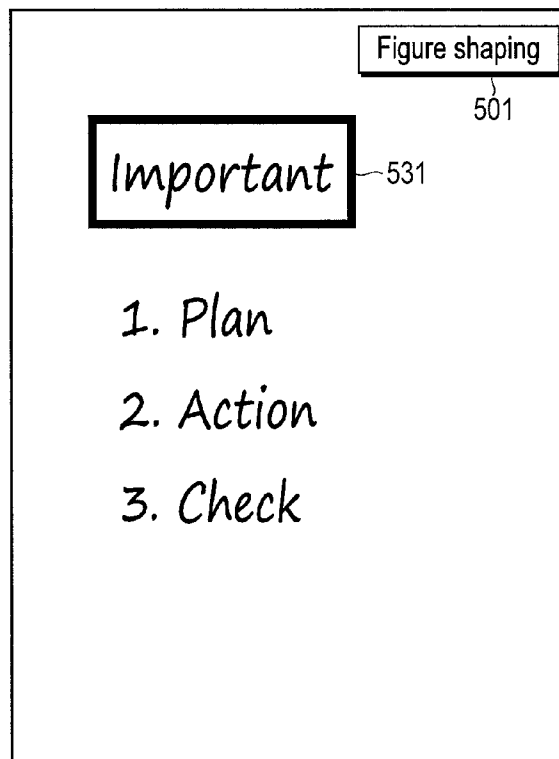 Figure shaping
501
Important
531
1. Plan
2. Action
3. Check